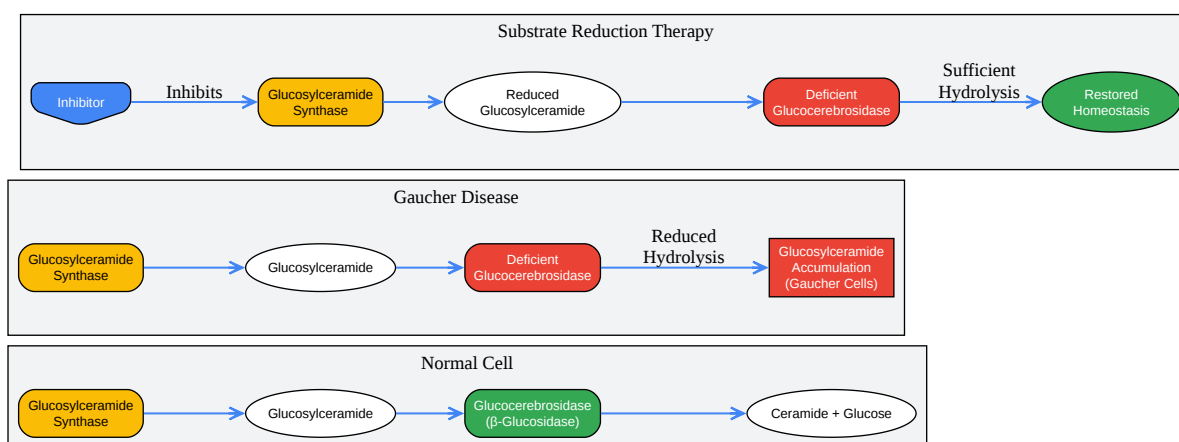 Substrate Reduction Therapy
Inhibitor
Inhibits
Glucosylceramide
Synthase
Reduced
Glucosylceramide
Deficient
Glucocerebrosidase
Sufficient
Hydrolysis
Restored
Homeostasis
Gaucher Disease
Glucosylceramide
Synthase
Glucosylceramide
Deficient
Glucocerebrosidase
Reduced
Hydrolysis
Glucosylceramide
Accumulation
(Gaucher Cells)
Normal Cell
Glucosylceramide
Synthase
Glucosylceramide
Glucocerebrosidase
(β-Glucosidase)
Ceramide + Glucose